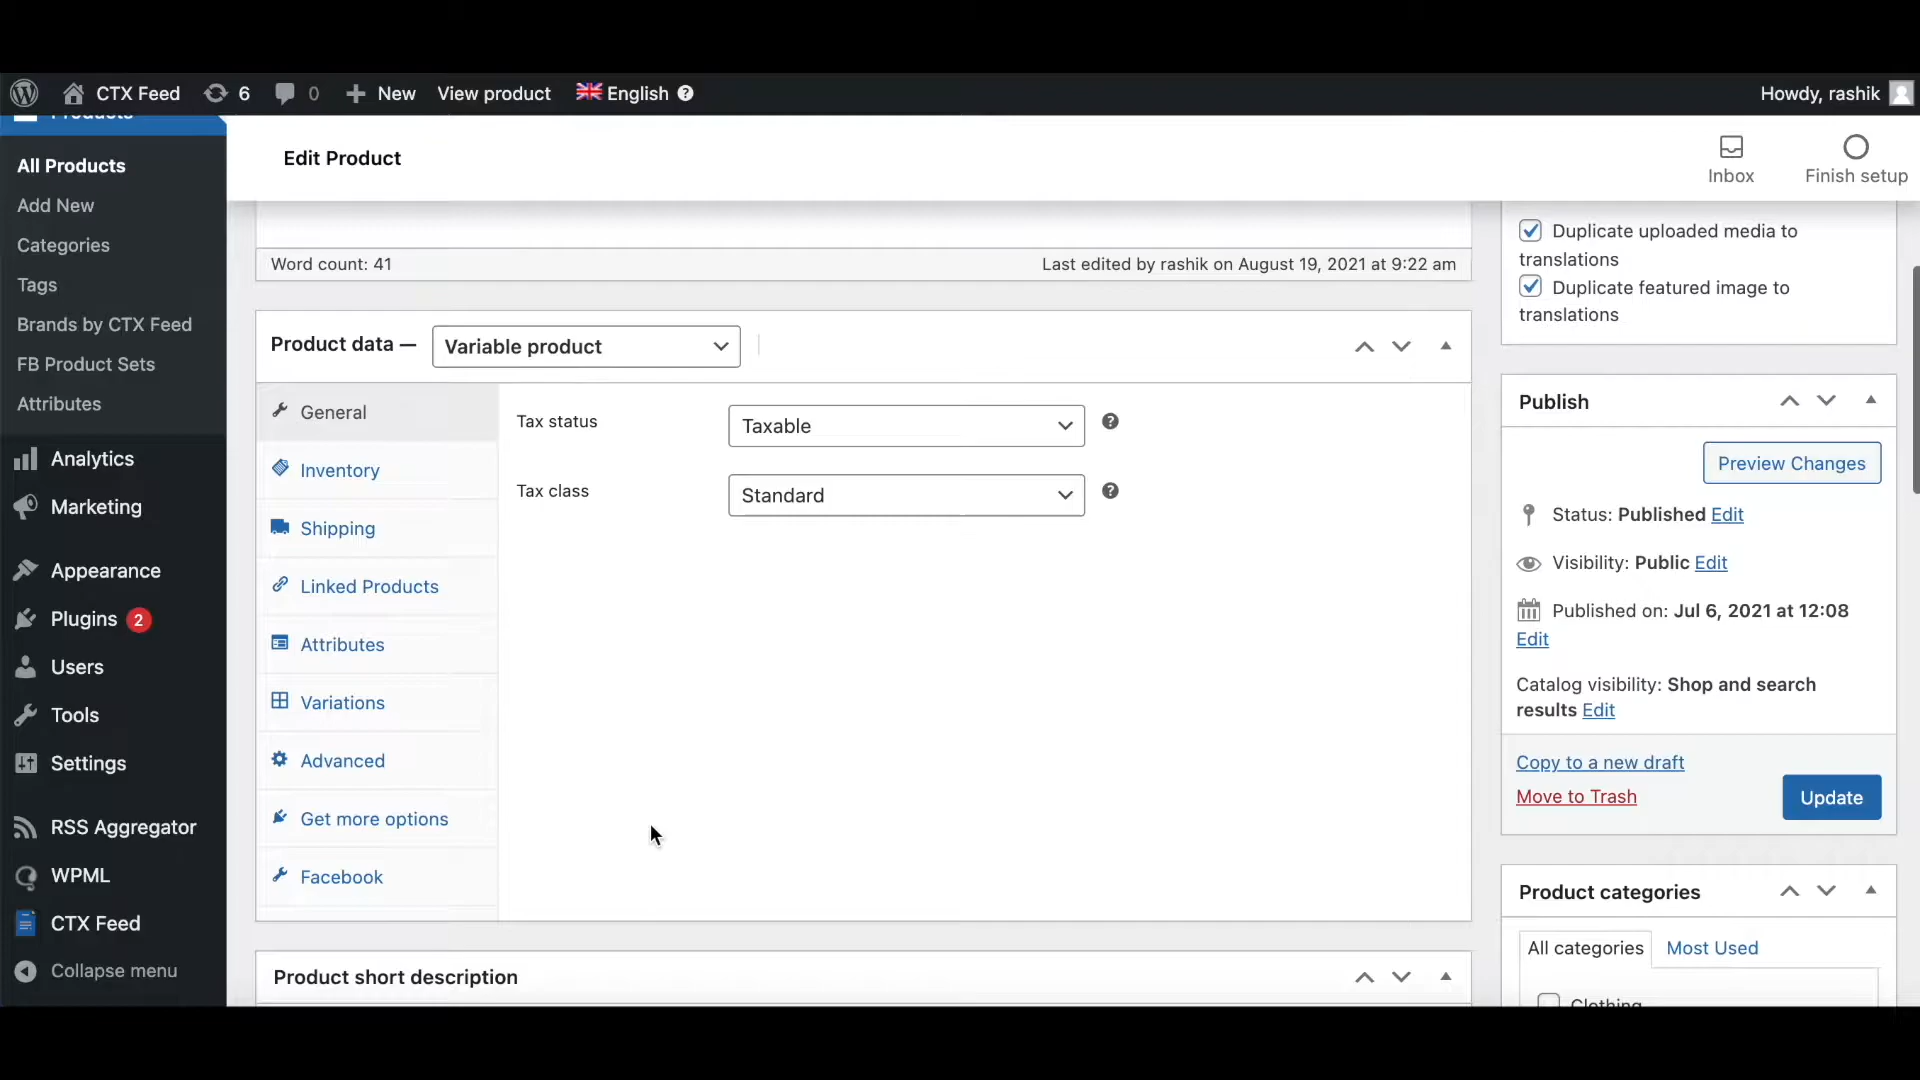 CTX Feed 6 0 New View product English Howdy, rashik
Products
All Products
Add New
Categories
Tags
Brands by CTX Feed
FB Product Sets
Attributes
Analytics
Marketing
Appearance
Plugins 2
Users
Tools
Settings
RSS Aggregator
WPML
CTX Feed
Collapse menu
Edit Product
Inbox
Finish setup
Word count: 41
Last edited by rashik on August 19, 2021 at 9:22 am
Product data — Variable product
General
Inventory
Shipping
Linked Products
Attributes
Variations
Advanced
Get more options
Facebook
Tax status Taxable
Tax class Standard
Product short description
Duplicate uploaded media to
translations
Duplicate featured image to
translations
Publish
Preview Changes
Status: Published Edit
Visibility: Public Edit
Published on: Jul 6, 2021 at 12:08
Edit
Catalog visibility: Shop and search
results Edit
Copy to a new draft
Move to Trash
Update
Product categories
All categories Most Used
Clothing